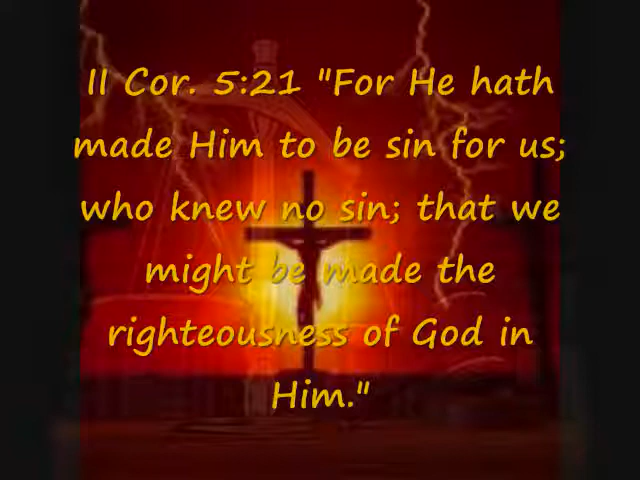 II Cor. 5:21 "For He hath
made Him to be sin for us;
who knew no sin; that we
might be made the
righteousness of God in
Him."